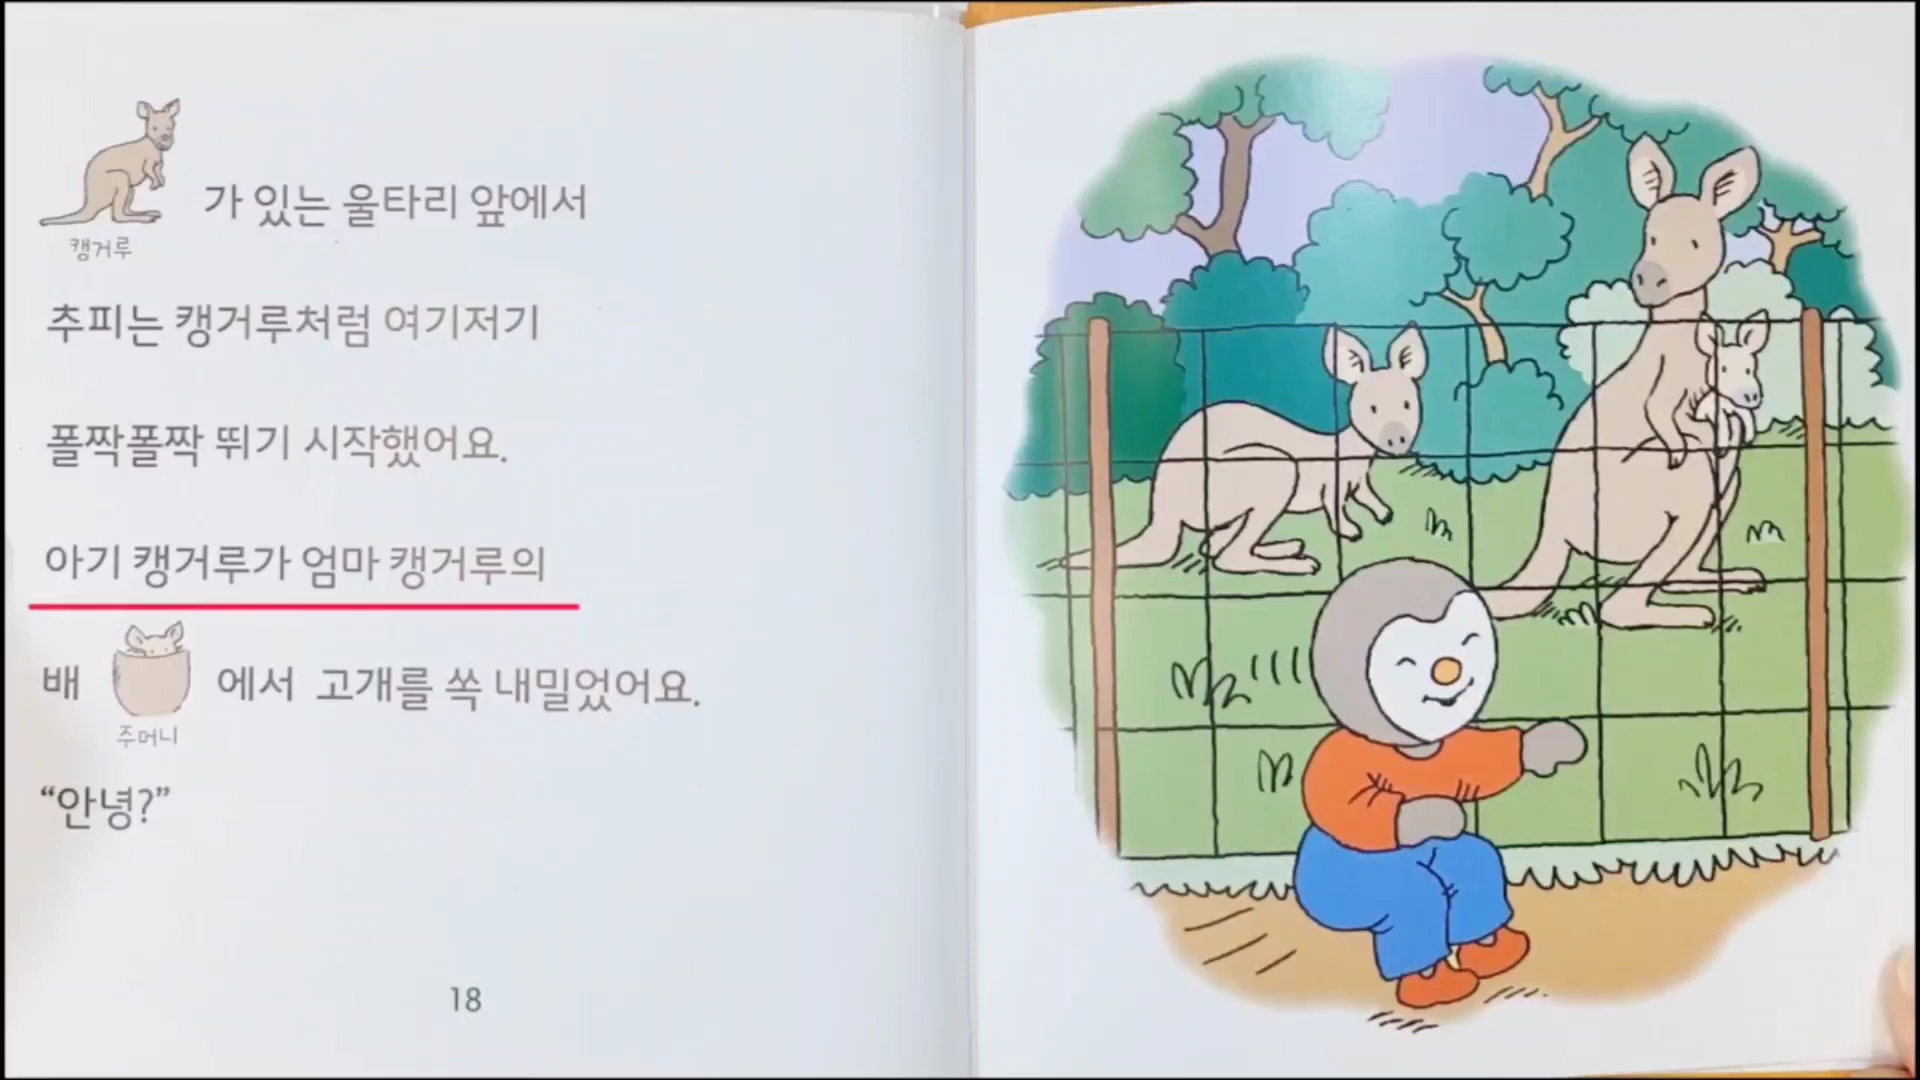 가 있는 울타리 앞에서
캥거루
추피는 캥거루처럼 여기저기
폴짝폴짝 뛰기 시작했어요.
아기 캥거루가 엄마 캥거루의
배 에서 고개를 쏙 내밀었어요.
주머니
“안녕?”
18